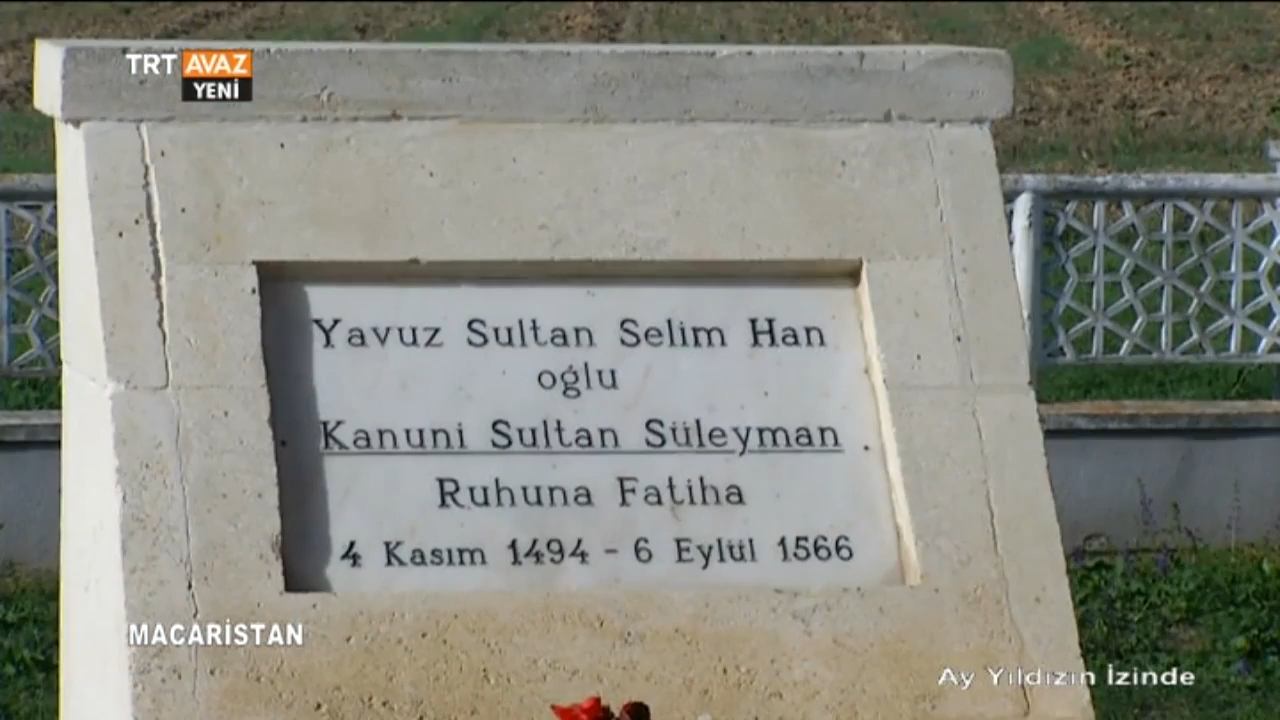 TRT AVAZ
YENİ
Yavuz Sultan Selim Han
oğlu
Kanuni Sultan Süleyman
Ruhuna Fatiha
4 Kasım 1494 - 6 Eylül 1566
MACARİSTAN
Ay Yıldızın İzinde